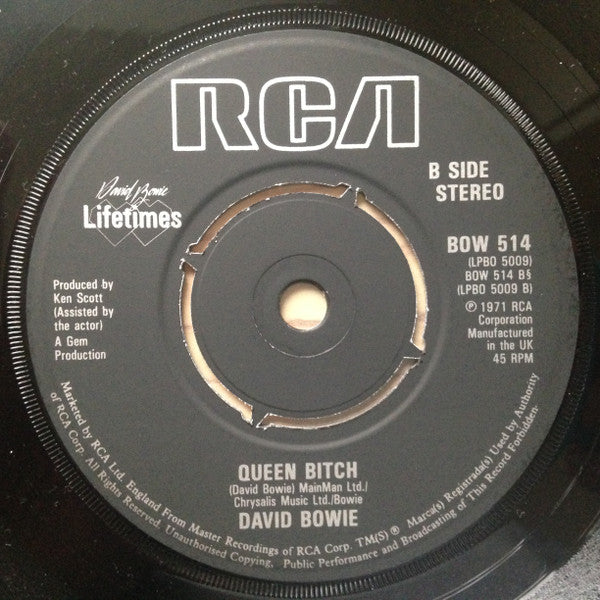 RCA
B SIDE
STEREO
David Bowie
Lifetimes
BOW 514
(LPBO 5009)
BOW 514 B§
(LPBO 5009 B)
Produced by
Ken Scott
(Assisted by
the actor)
A Gem
Production
℗ 1971 RCA
Corporation
Manufactured
in the UK
45 RPM
QUEEN BITCH
(David Bowie) MainMan Ltd./
Chrysalis Music Ltd./Bowie
DAVID BOWIE
Marketed by RCA Ltd. England From Master Recordings of RCA Corp. TM(S) ® Marca(s) Registrada(s) Used by Authority
of RCA Corp. All Rights Reserved. Unauthorised Copying, Public Performance and Broadcasting of This Record Forbidden.